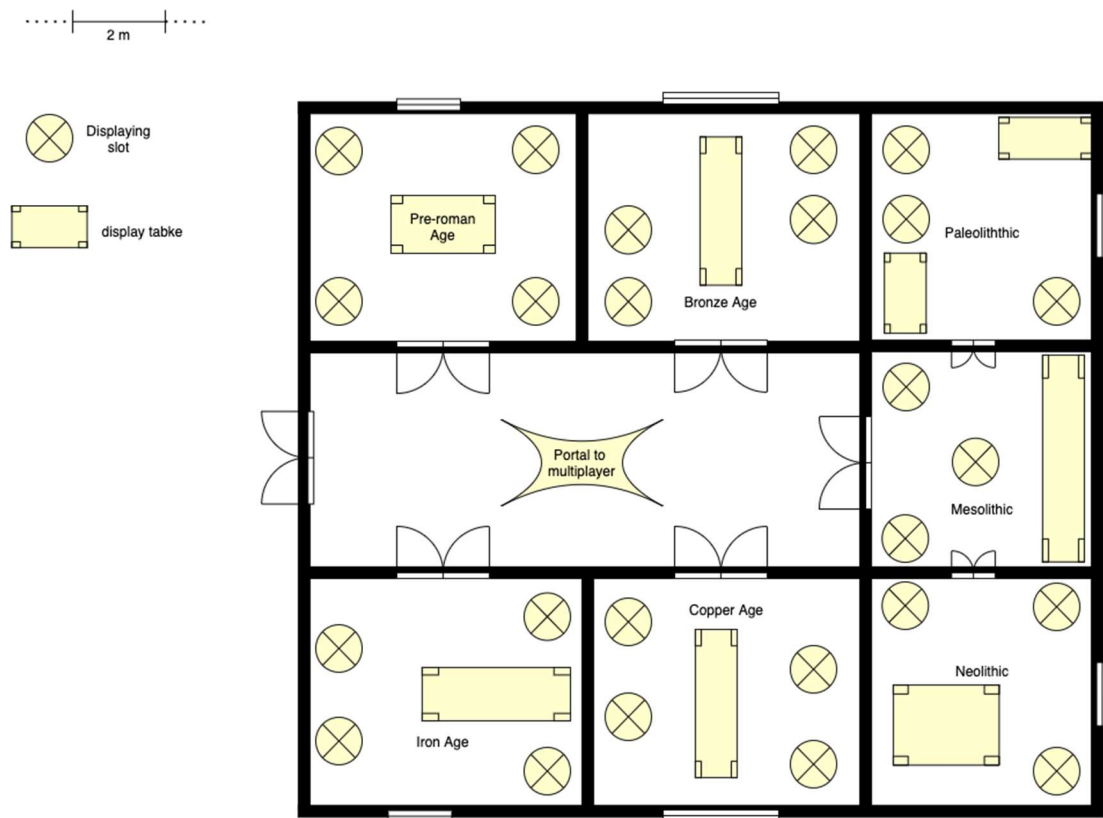 2 m
Displaying
slot
display tabke
Pre-roman
Age
Bronze Age
Paleoliththic
Portal to
multiplayer
Mesolithic
Copper Age
Neolithic
Iron Age